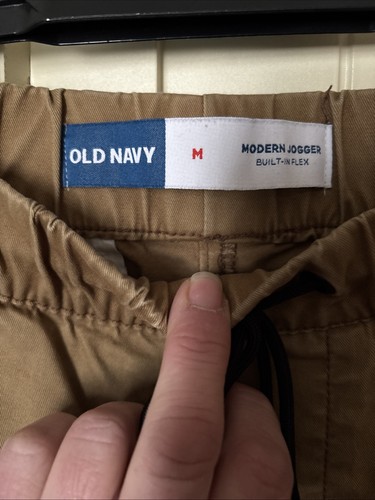 OLD NAVY
M
MODERN JOGGER
BUILT-IN FLEX